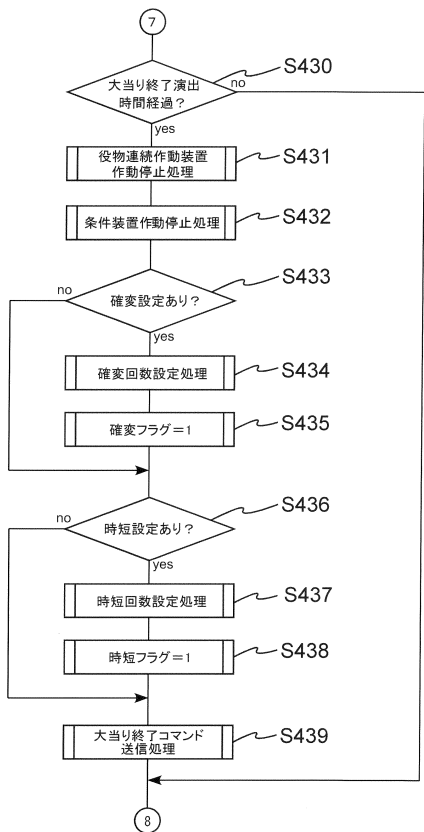 7
大当り終了演出
時間経過？
S430
no
yes
役物連続作動装置
作動停止処理
S431
条件装置作動停止処理
S432
確変設定あり？
S433
no
yes
確変回数設定処理
S434
確変フラグ＝1
S435
時短設定あり？
S436
no
yes
時短回数設定処理
S437
時短フラグ＝1
S438
大当り終了コマンド
送信処理
S439
8